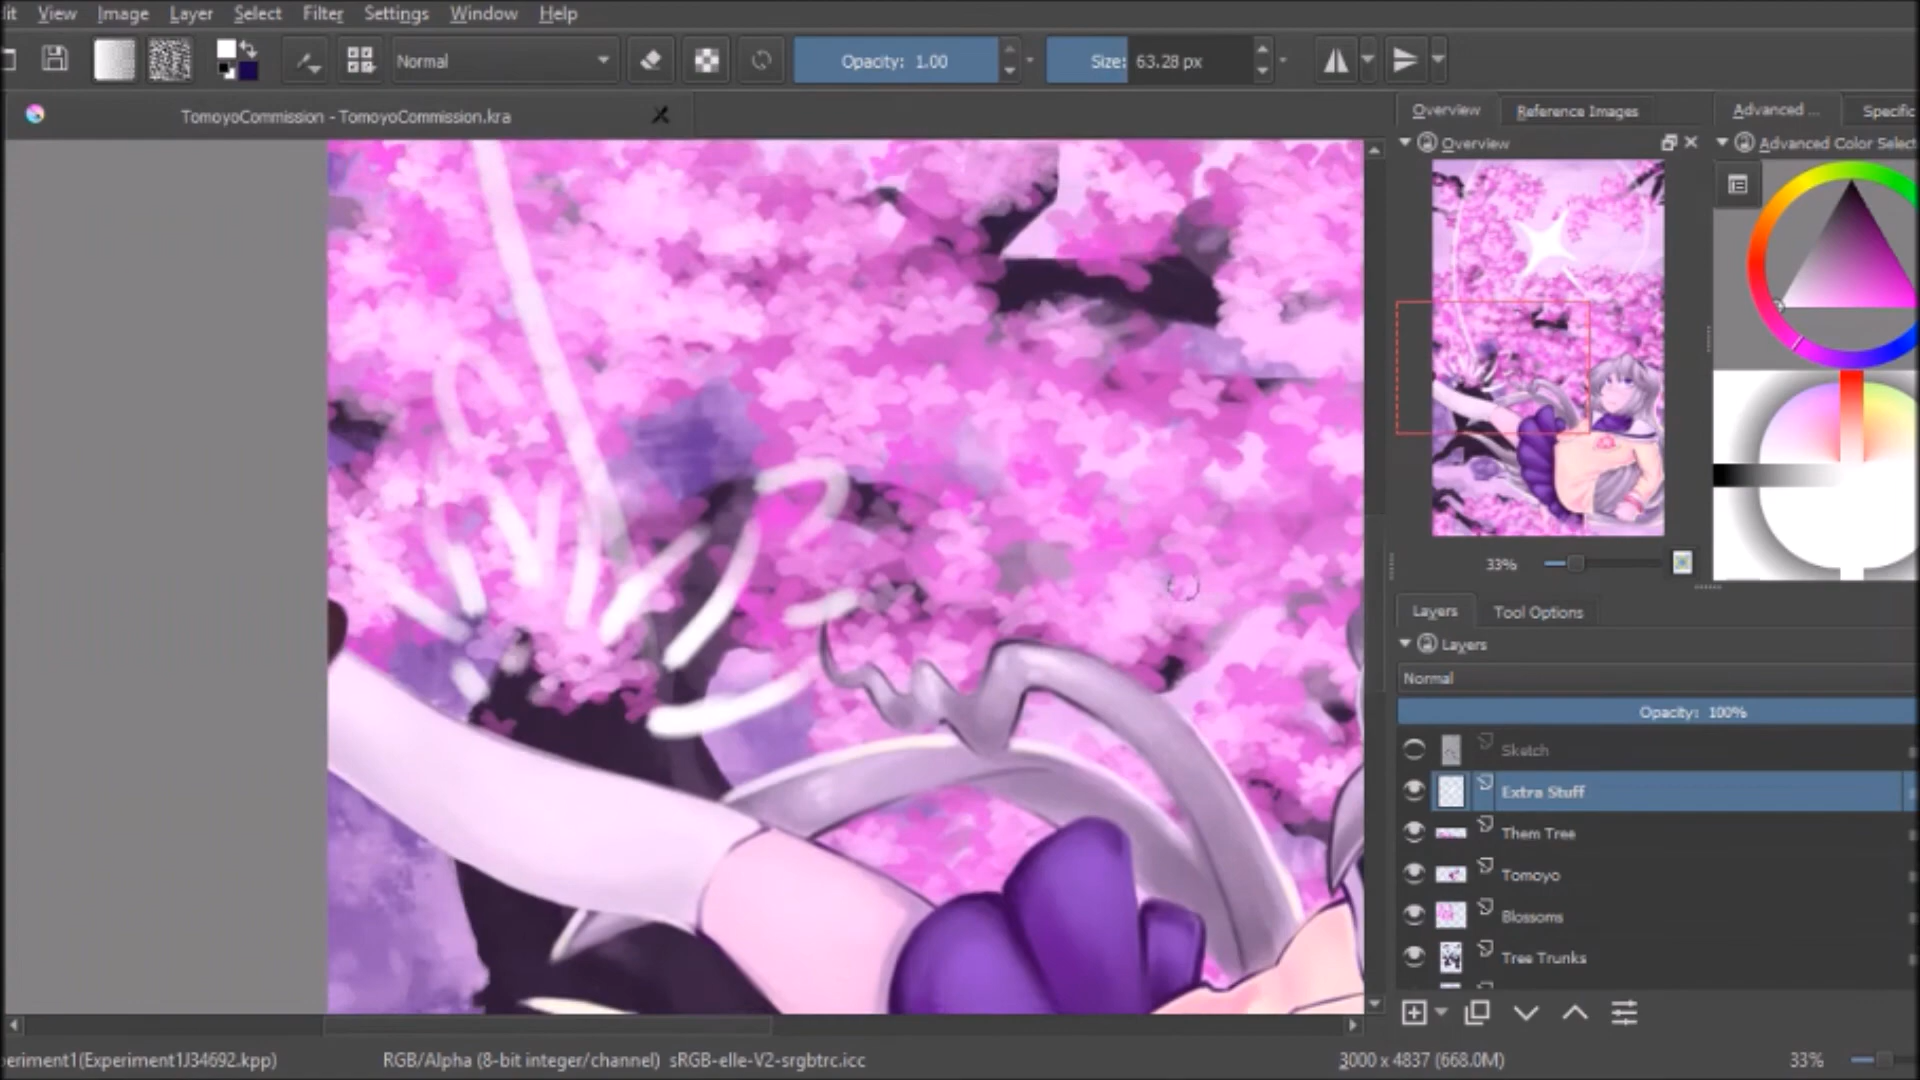 View Image Layer Select Filter Settings Window Help
Normal Opacity: 1.00 Size: 63.28 px
TomoyoCommission - TomoyoCommission.kra
Overview Reference Images Advanced ... Specific
Overview Advanced Color Select
33%
Layers Tool Options
Layers
Normal
Opacity: 100%
Sketch
Extra Stuff
Them Tree
Tomoyo
Blossoms
Tree Trunks
periment1(Experiment1J34692.kpp) RGB/Alpha (8-bit integer/channel) sRGB-elle-V2-srgbtrc.icc 3000 x 4837 (668.0M) 33%